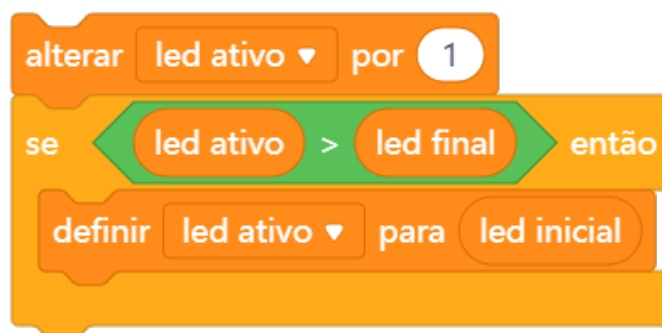 alterar led ativo ▼ por 1
se led ativo > led final então
definir led ativo ▼ para led inicial